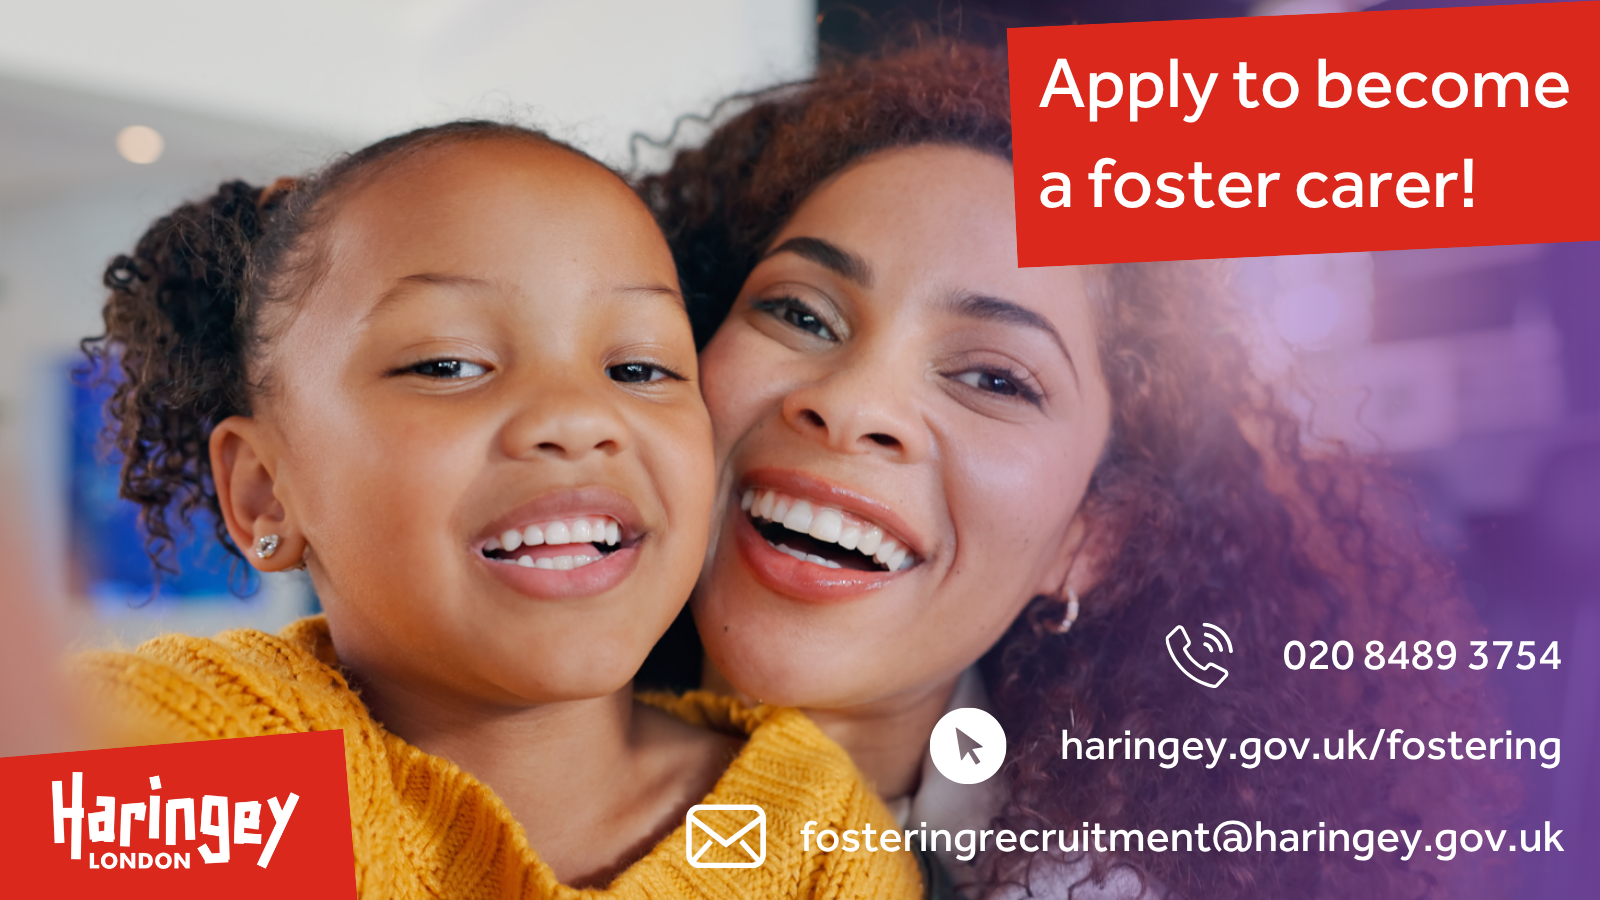 Apply to become
a foster carer!
020 8489 3754
haringey.gov.uk/fostering
fosteringrecruitment@haringey.gov.uk
Haringey
LONDON